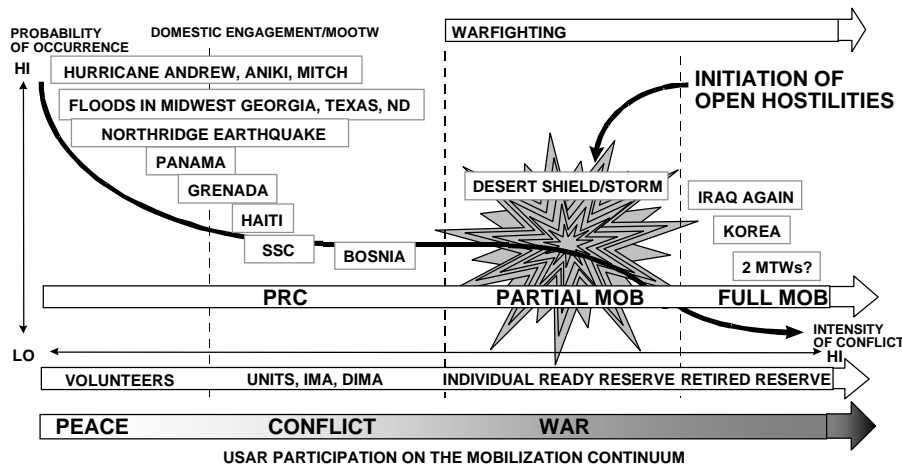 PROBABILITY
OF OCCURRENCE
DOMESTIC ENGAGEMENT/MOOTW
WARFIGHTING
HI
HURRICANE ANDREW, ANIKI, MITCH
INITIATION OF
OPEN HOSTILITIES
FLOODS IN MIDWEST GEORGIA, TEXAS, ND
NORTHRIDGE EARTHQUAKE
PANAMA
GRENADA
DESERT SHIELD/STORM
IRAQ AGAIN
HAITI
KOREA
SSC
BOSNIA
2 MTWs?
PRC
PARTIAL MOB
FULL MOB
INTENSITY
OF CONFLICT
LO
HI
VOLUNTEERS
UNITS, IMA, DIMA
INDIVIDUAL READY RESERVE
RETIRED RESERVE
PEACE
CONFLICT
WAR
USAR PARTICIPATION ON THE MOBILIZATION CONTINUUM